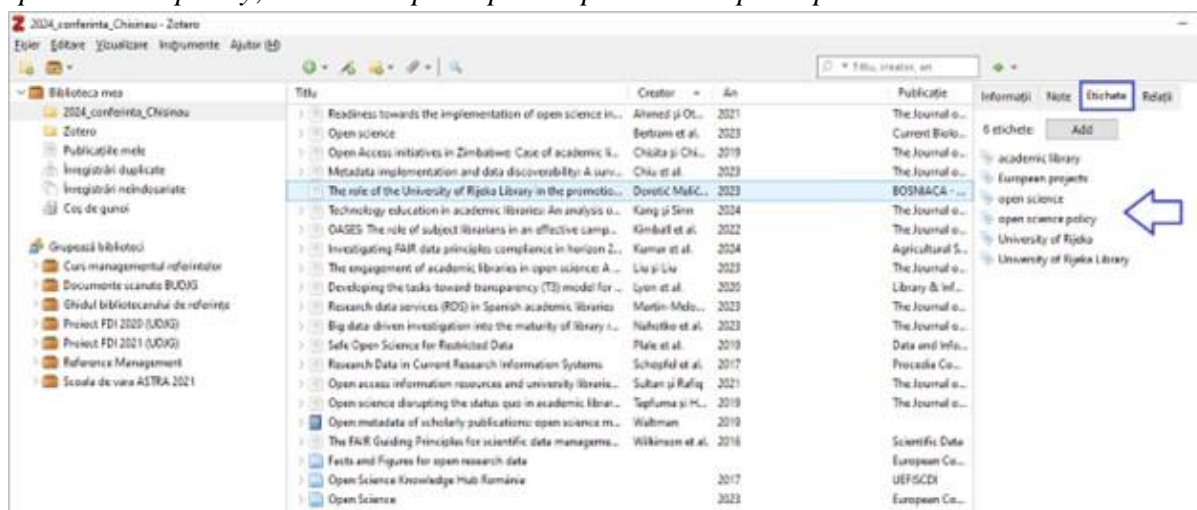 2024_conferinta_Chisinau - Zotero
Fișier Editare Vizualizare Instrumente Ajutor (H)
Titlu, creator, an
Biblioteca mea
2024_conferinta_Chisinau
Zotero
Publicațiile mele
Înregistrări duplicate
Înregistrări neîndosariate
Coș de gunoi
Grupează biblioteci
Curs managementul referintelor
Documente scanate BUDJG
Ghidul bibliotecarului de referințe
Proiect FDI 2020 (UDJG)
Proiect FDI 2021 (UDJG)
Reference Management
Scoala de vara ASTRA 2021
Titlu Creator An Publicație
Readiness towards the implementation of open science in... Ahmed și Ot... 2021 The Journal o...
Open science Bertram et al. 2023 Current Biolo...
Open Access initiatives in Zimbabwe: Case of academic li... Chisita și Chi... 2019 The Journal o...
Metadata implementation and data discoverability: A surv... Chiu et al. 2023 The Journal o...
The role of the University of Rijeka Library in the promotio... Dorotić Malič... 2023 BOSNIACA - ...
Technology education in academic libraries: An analysis o... Kang și Sinn 2024 The Journal o...
OASES: The role of subject librarians in an effective camp... Kimball et al. 2022 The Journal o...
Investigating FAIR data principles compliance in horizon 2... Kumar et al. 2024 Agricultural S...
The engagement of academic libraries in open science: A ... Liu și Liu 2023 The Journal o...
Developing the tasks-toward-transparency (T3) model for ... Lyon et al. 2020 Library & Inf...
Research data services (RDS) in Spanish academic libraries Martin-Melo... 2023 The Journal o...
Big data-driven investigation into the maturity of library r... Nahotko et al. 2023 The Journal o...
Safe Open Science for Restricted Data Plale et al. 2019 Data and Info...
Research Data in Current Research Information Systems Schopfel et al. 2017 Procedia Co...
Open access information resources and university librarie... Sultan și Rafiq 2021 The Journal o...
Open science disrupting the status quo in academic librar... Tapfuma și H... 2019 The Journal o...
Open metadata of scholarly publications: open science m... Waltman 2019
The FAIR Guiding Principles for scientific data manageme... Wilkinson et al. 2016 Scientific Data
Facts and Figures for open research data European Co...
Open Science Knowledge Hub România 2017 UEFISCDI
Open Science 2023 European Co...
Informații Note Etichete Relații
6 etichete: Add
academic library
European projects
open science
open science policy
University of Rijeka
University of Rijeka Library